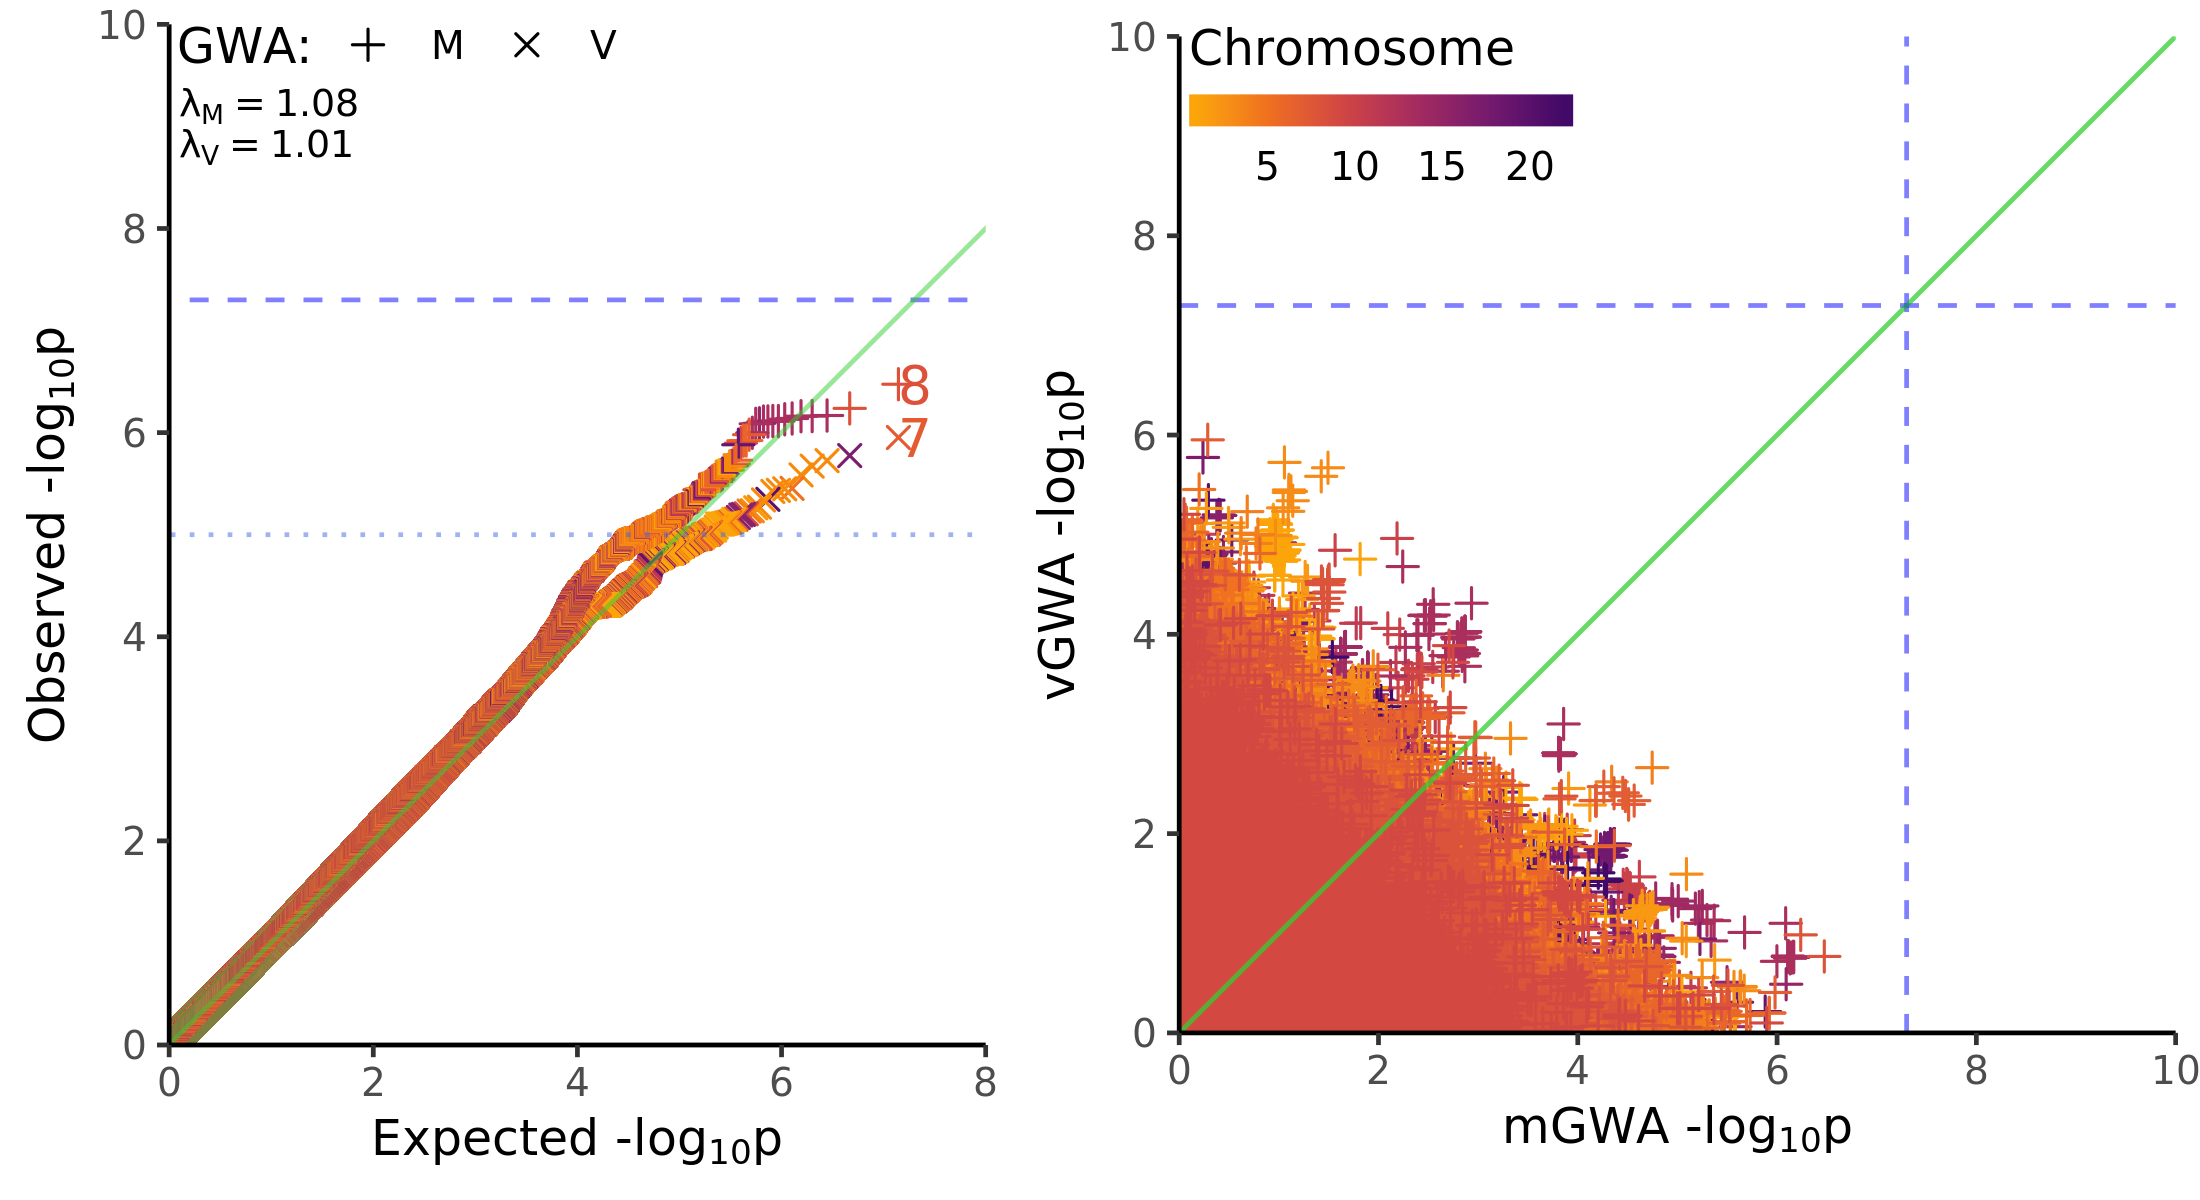 GWA: + M × V
λM = 1.08
λV = 1.01
10
8
6
4
2
0
0 2 4 6 8
8
7
Observed -log10p
Expected -log10p
Chromosome
5 10 15 20
10
8
6
4
2
0
0 2 4 6 8 10
vGWA -log10p
mGWA -log10p